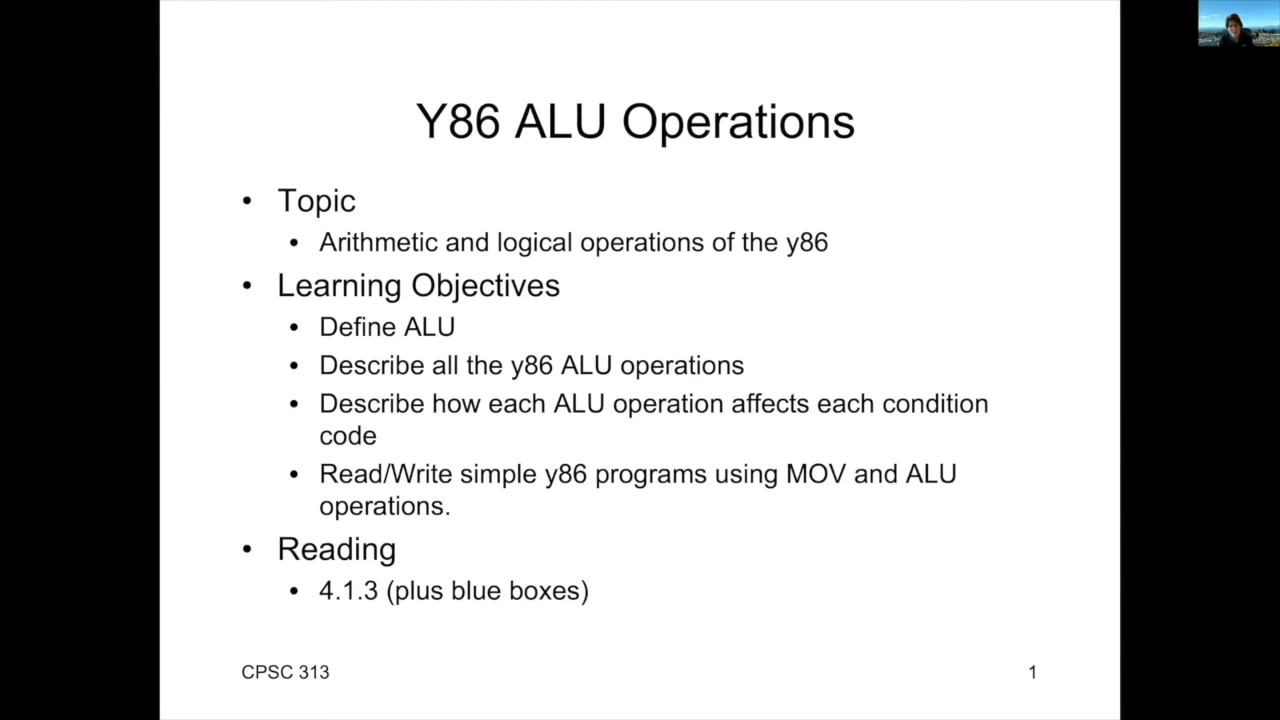 Y86 ALU Operations
• Topic
• Arithmetic and logical operations of the y86
• Learning Objectives
• Define ALU
• Describe all the y86 ALU operations
• Describe how each ALU operation affects each condition
code
• Read/Write simple y86 programs using MOV and ALU
operations.
• Reading
• 4.1.3 (plus blue boxes)
CPSC 313
1